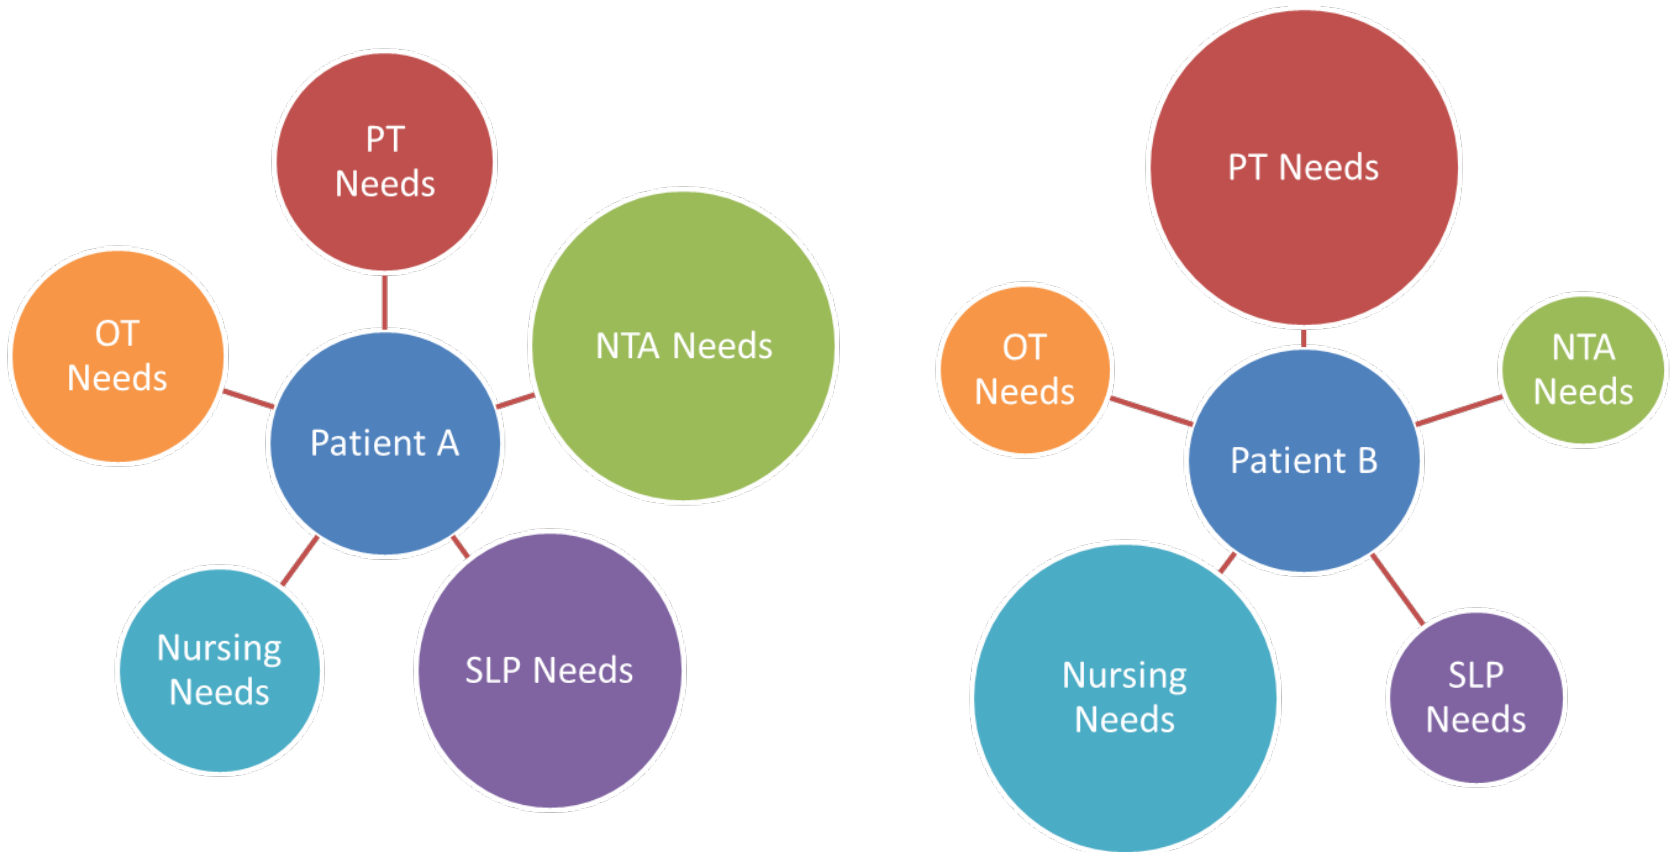 PT
Needs
OT
Needs
NTA Needs
Patient A
Nursing
Needs
SLP Needs
PT Needs
OT
Needs
NTA
Needs
Patient B
Nursing
Needs
SLP
Needs